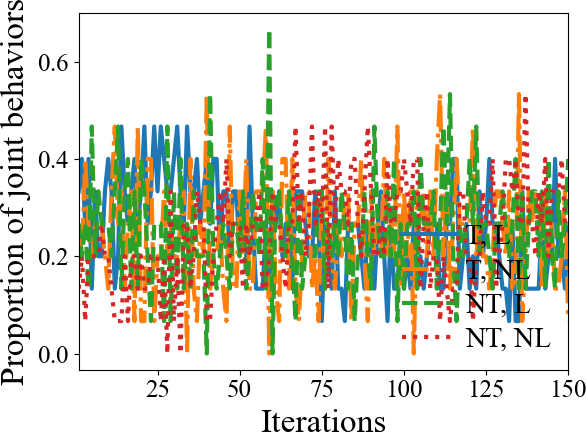 Proportion of joint behaviors
0.6
0.4
0.2
0.0
T, L
T, NL
NT, L
NT, NL
25
50
75
100
125
150
Iterations